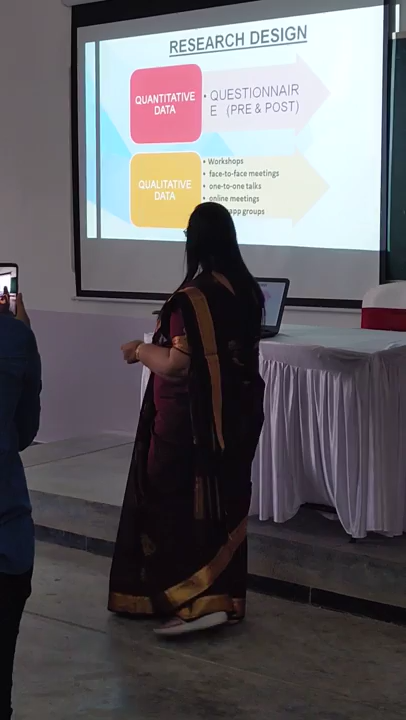 RESEARCH DESIGN
QUANTITATIVE
DATA
• QUESTIONNAIR
E (PRE & POST)
QUALITATIVE
DATA
• Workshops
• face-to-face meetings
• one-to-one talks
• online meetings
groups